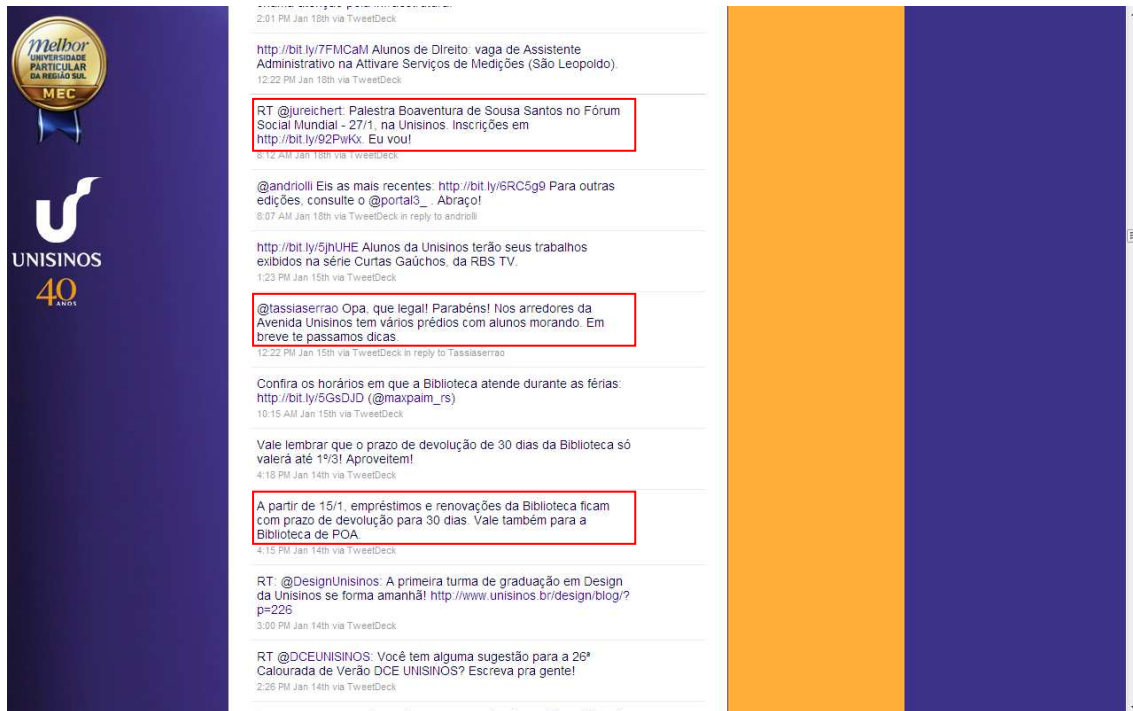 Melhor
UNIVERSIDADE
PARTICULAR
DA REGIÃO SUL
MEC
UNISINOS
40
ANOS
2:01 PM Jan 18th via TweetDeck
http://bit.ly/7FMCaM Alunos de DIreito: vaga de Assistente
Administrativo na Attivare Serviços de Medições (São Leopoldo).
12:22 PM Jan 18th via TweetDeck
RT @jureichert: Palestra Boaventura de Sousa Santos no Fórum
Social Mundial - 27/1, na Unisinos. Inscrições em
http://bit.ly/92PwKx. Eu vou!
8:12 AM Jan 18th via TweetDeck
@andriolli Eis as mais recentes: http://bit.ly/6RC5g9 Para outras
edições, consulte o @portal3_ . Abraço!
8:07 AM Jan 18th via TweetDeck in reply to andriolli
http://bit.ly/5jhUHE Alunos da Unisinos terão seus trabalhos
exibidos na série Curtas Gaúchos, da RBS TV.
1:23 PM Jan 15th via TweetDeck
@tassiaserrao Opa, que legal! Parabéns! Nos arredores da
Avenida Unisinos tem vários prédios com alunos morando. Em
breve te passamos dicas.
12:22 PM Jan 15th via TweetDeck in reply to Tassiaserrao
Confira os horários em que a Biblioteca atende durante as férias:
http://bit.ly/5GsDJD (@maxpaim_rs)
10:15 AM Jan 15th via TweetDeck
Vale lembrar que o prazo de devolução de 30 dias da Biblioteca só
valerá até 1º/3! Aproveitem!
4:18 PM Jan 14th via TweetDeck
A partir de 15/1, empréstimos e renovações da Biblioteca ficam
com prazo de devolução para 30 dias. Vale também para a
Biblioteca de POA.
4:15 PM Jan 14th via TweetDeck
RT: @DesignUnisinos: A primeira turma de graduação em Design
da Unisinos se forma amanhã! http://www.unisinos.br/design/blog/?
p=226
3:00 PM Jan 14th via TweetDeck
RT @DCEUNISINOS: Você tem alguma sugestão para a 26ª
Calourada de Verão DCE UNISINOS? Escreva pra gente!
2:26 PM Jan 14th via TweetDeck